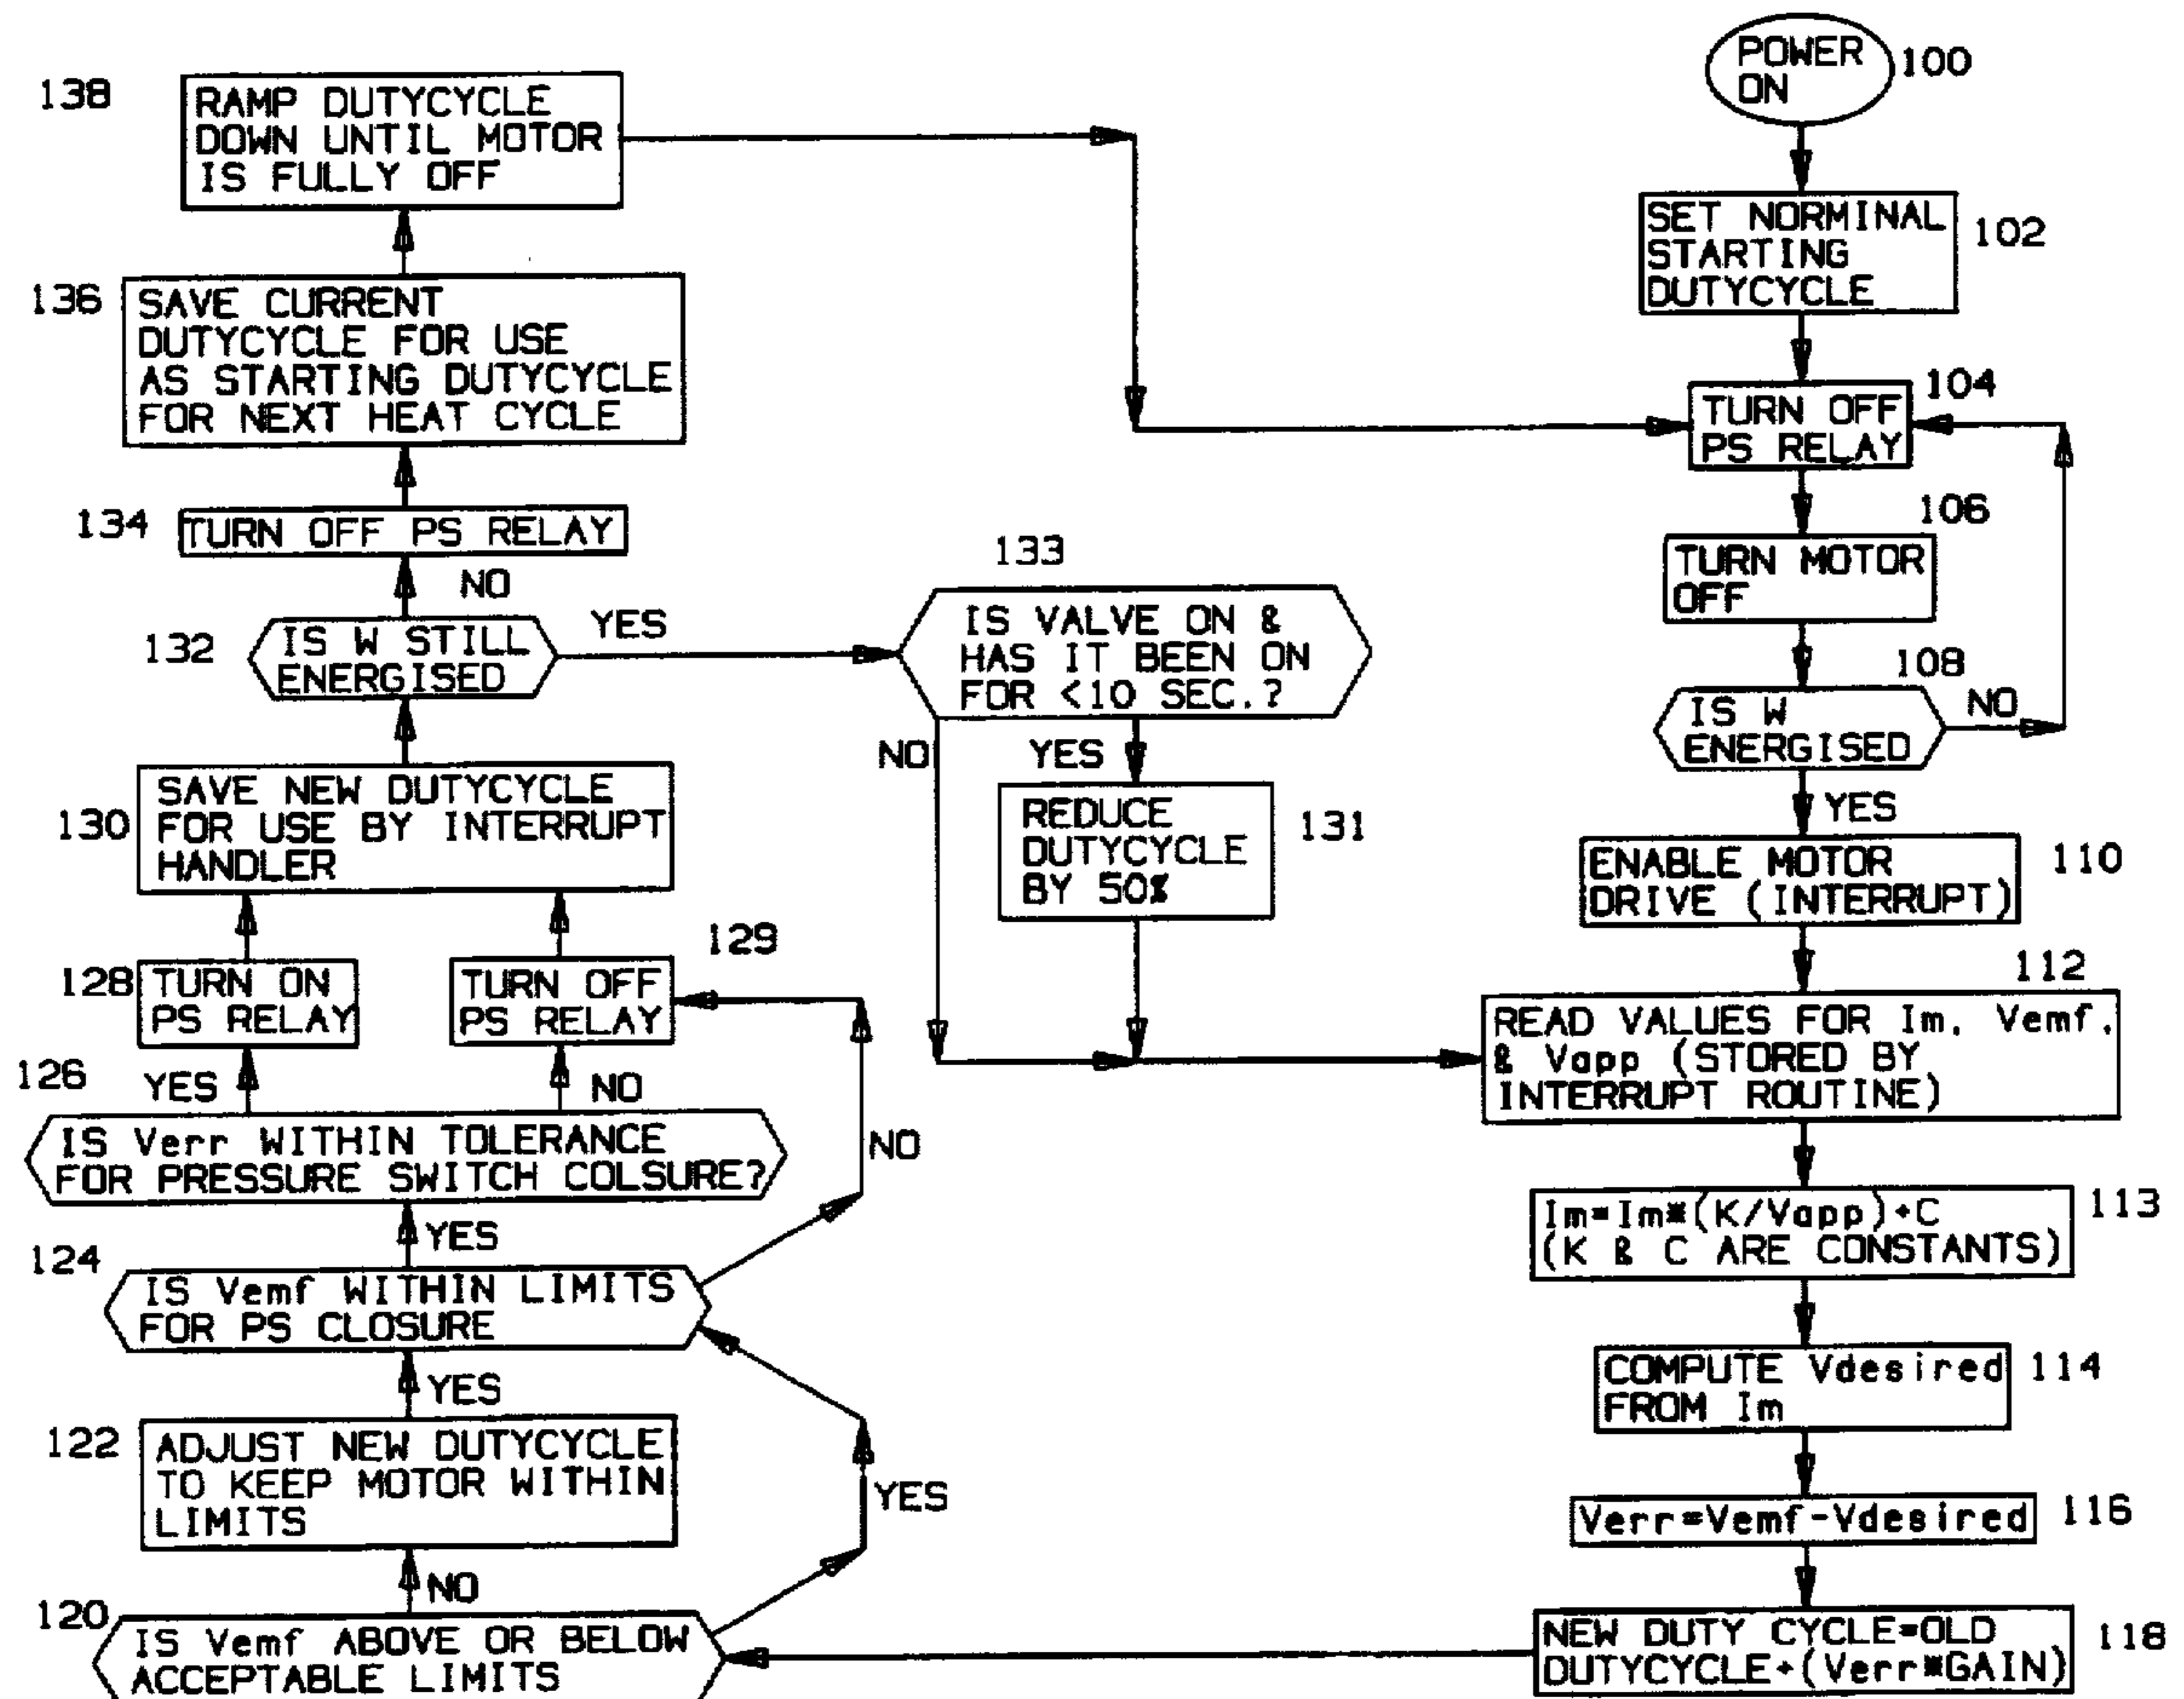 POWER
ON
100
SET NORMINAL
STARTING
DUTYCYCLE
102
TURN OFF
PS RELAY
104
TURN MOTOR
OFF
106
IS W
ENERGISED
108
NO
YES
ENABLE MOTOR
DRIVE (INTERRUPT)
110
READ VALUES FOR Im, Vemf,
& Vapp (STORED BY
INTERRUPT ROUTINE)
112
Im=Im*(K/Vapp)+C
(K & C ARE CONSTANTS)
113
COMPUTE Vdesired
FROM Im
114
Verr=Vemf-Vdesired
116
NEW DUTY CYCLE=OLD
DUTYCYCLE+(Verr*GAIN)
118
120
IS Vemf ABOVE OR BELOW
ACCEPTABLE LIMITS
NO
YES
122
ADJUST NEW DUTYCYCLE
TO KEEP MOTOR WITHIN
LIMITS
YES
124
IS Vemf WITHIN LIMITS
FOR PS CLOSURE
YES
NO
126
IS Verr WITHIN TOLERANCE
FOR PRESSURE SWITCH COLSURE?
YES
NO
128
TURN ON
PS RELAY
129
TURN OFF
PS RELAY
130
SAVE NEW DUTYCYCLE
FOR USE BY INTERRUPT
HANDLER
132
IS W STILL
ENERGISED
NO
YES
133
IS VALVE ON &
HAS IT BEEN ON
FOR <10 SEC.?
NO
YES
REDUCE
DUTYCYCLE
BY 50%
131
134
TURN OFF PS RELAY
136
SAVE CURRENT
DUTYCYCLE FOR USE
AS STARTING DUTYCYCLE
FOR NEXT HEAT CYCLE
138
RAMP DUTYCYCLE
DOWN UNTIL MOTOR
IS FULLY OFF